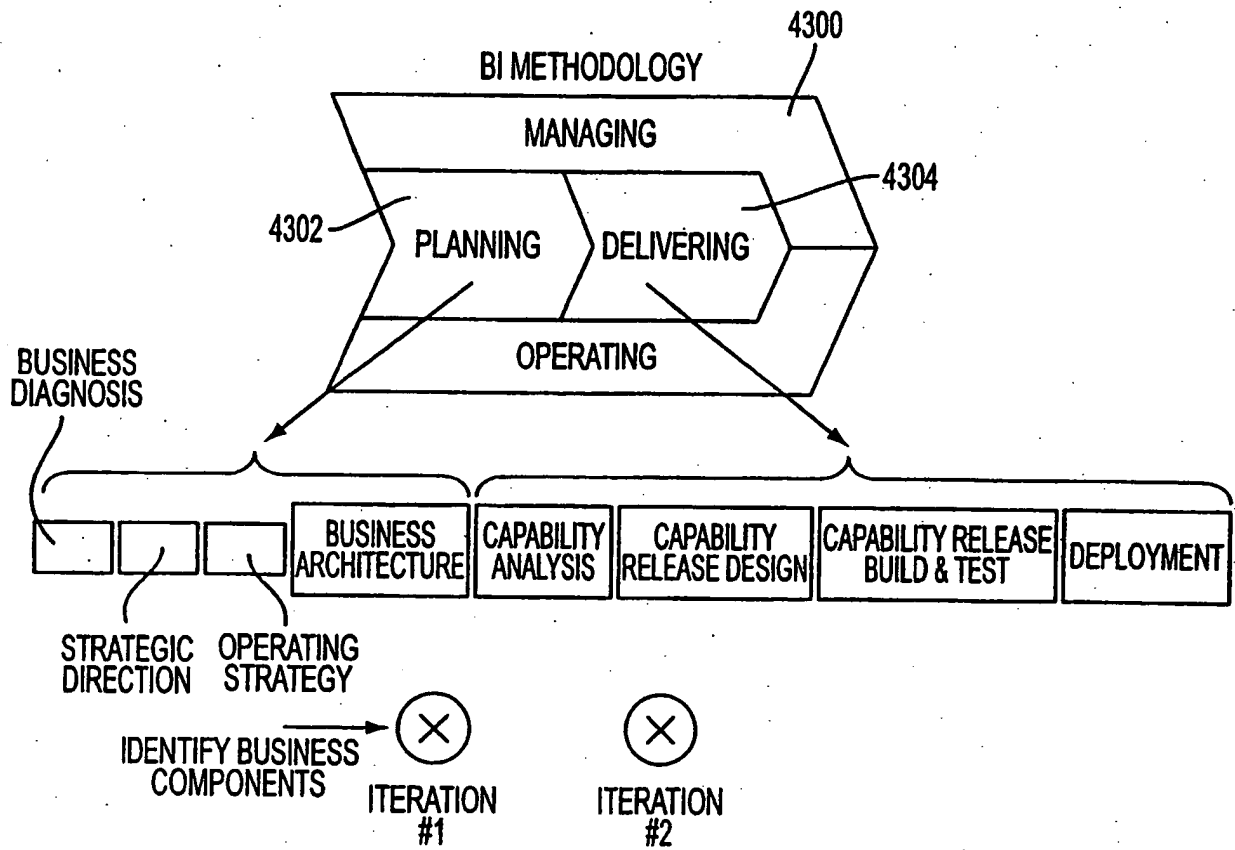 4300
BI METHODOLOGY
MANAGING
4304
4302
PLANNING
DELIVERING
OPERATING
BUSINESS
DIAGNOSIS
BUSINESS
ARCHITECTURE
CAPABILITY
ANALYSIS
CAPABILITY
RELEASE DESIGN
CAPABILITY RELEASE
BUILD & TEST
DEPLOYMENT
STRATEGIC
DIRECTION
OPERATING
STRATEGY
IDENTIFY BUSINESS
COMPONENTS
ITERATION
#1
ITERATION
#2